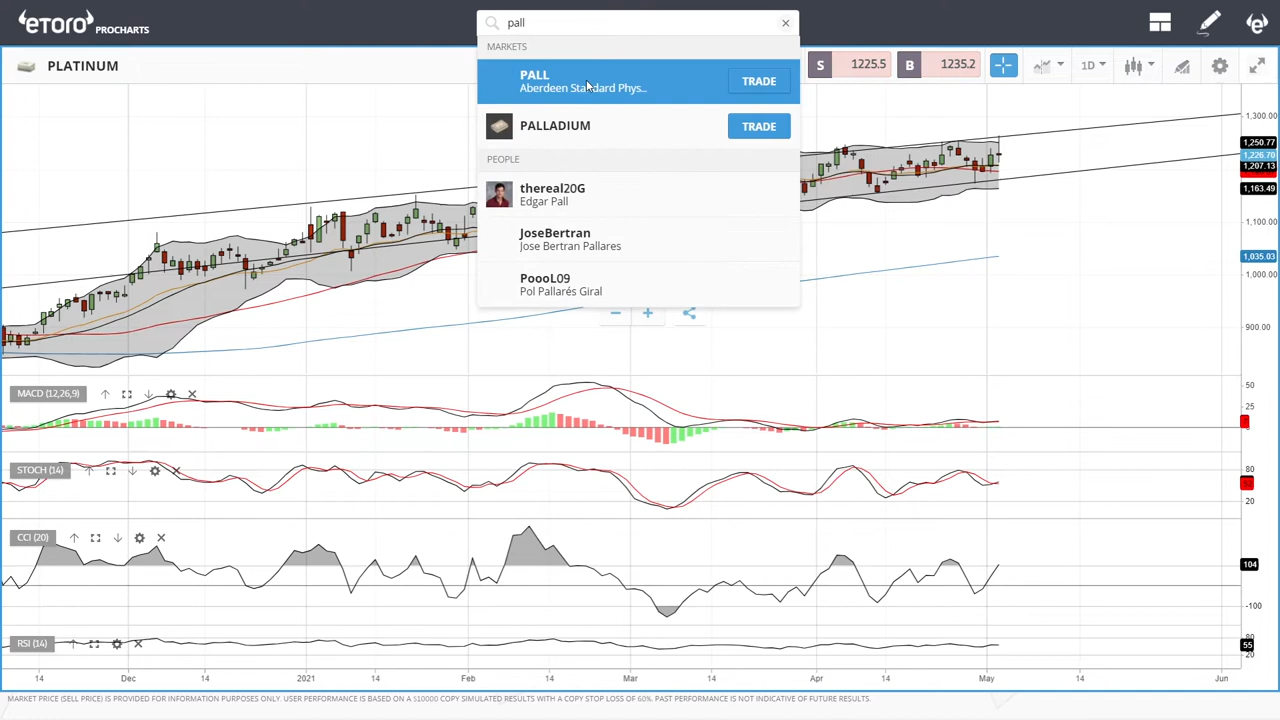 etoro PROCHARTS
pall
MARKETS
PALL
Aberdeen Standard Phys...
TRADE
PALLADIUM
TRADE
PEOPLE
thereal20G
Edgar Pall
JoseBertran
Jose Bertran Pallares
PoooL09
Pol Pallarés Giral
PLATINUM
S 1225.5
B 1235.2
1D
1,300.00
1,250.77
1,226.70
1,207.13
1,163.49
1,100.00
1,035.03
1,000.00
900.00
MACD (12,26,9)
50
25
STOCH (14)
80
20
CCI (20)
104
-100
RSI (14)
80
55
20
14 Dec 14 2021 14 Feb 14 Mar 14 Apr 14 May 14 Jun
MARKET PRICE (SELL PRICE) IS PROVIDED FOR INFORMATION PURPOSES ONLY. USER PERFORMANCE IS BASED ON A $10000 COPY SIMULATED RESULTS WITH A COPY STOP LOSS OF 60%. PAST PERFORMANCE IS NOT INDICATIVE OF FUTURE RESULTS.